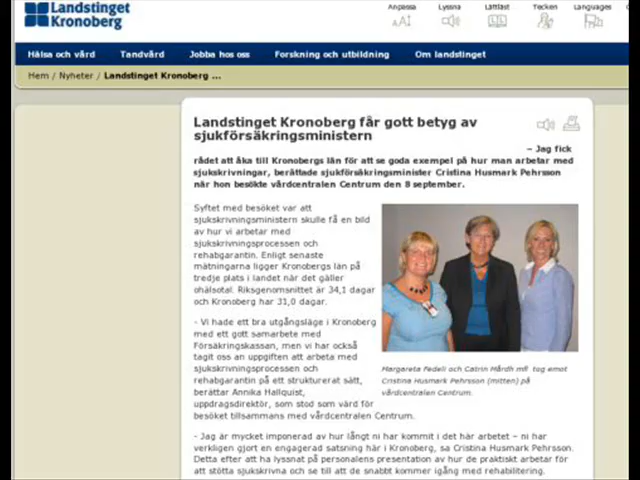 Landstinget
Kronoberg
Anpassa
Lyssna
Lättläst
Tecken
Languages
Hälsa och vård
Tandvård
Jobba hos oss
Forskning och utbildning
Om landstinget
Hem / Nyheter / Landstinget Kronoberg ...
Landstinget Kronoberg får gott betyg av
sjukförsäkringsministern
– Jag fick
rådet att åka till Kronobergs län för att se goda exempel på hur man arbetar med
sjukskrivningar, berättade sjukförsäkringsminister Cristina Husmark Pehrsson
när hon besökte vårdcentralen Centrum den 8 september.
Syftet med besöket var att
sjukskrivningsministern skulle få en bild
av hur vi arbetar med
sjukskrivningsprocessen och
rehabgarantin. Enligt senaste
mätningarna ligger Kronobergs län på
tredje plats i landet när det gäller
ohälsotal. Riksgenomsnittet är 34,1 dagar
och Kronoberg har 31,0 dagar.
- Vi hade ett bra utgångsläge i Kronoberg
med ett gott samarbete med
Försäkringskassan, men vi har också
tagit oss an uppgiften att arbeta med
sjukskrivningsprocessen och
rehabgarantin på ett strukturerat sätt,
berättar Annika Hallquist,
uppdragsdirektör, som stod som värd för
besöket tillsammans med vårdcentralen Centrum.
Margareta Fedeli och Catrin Hårdh mfl tog emot
Cristina Husmark Pehrsson (mitten) på
vårdcentralen Centrum.
- Jag är mycket imponerad av hur långt ni har kommit i det här arbetet – ni har
verkligen gjort en engagerad satsning här i Kronoberg, sa Cristina Husmark Pehrsson.
Detta efter att ha lyssnat på personalens presentation av hur de praktiskt arbetar för
att stötta sjukskrivna och se till att de snabbt kommer igång med rehabilitering.